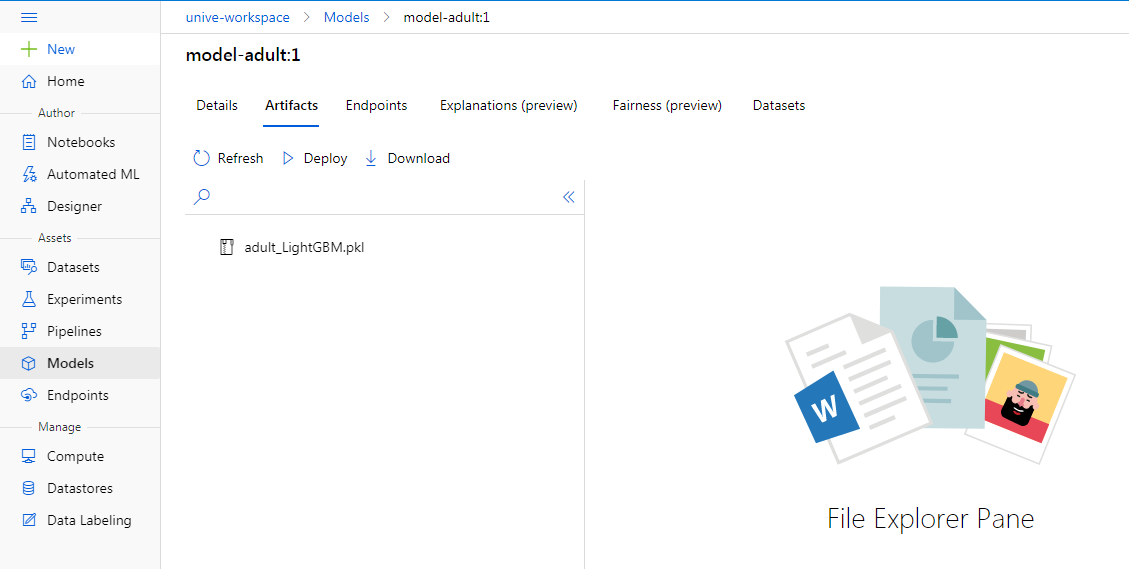 unive-workspace > Models > model-adult:1
model-adult:1
New
Home
Author
Notebooks
Automated ML
Designer
Assets
Datasets
Experiments
Pipelines
Models
Endpoints
Manage
Compute
Datastores
Data Labeling
Details Artifacts Endpoints Explanations (preview) Fairness (preview) Datasets
Refresh Deploy Download
adult_LightGBM.pkl
W
File Explorer Pane